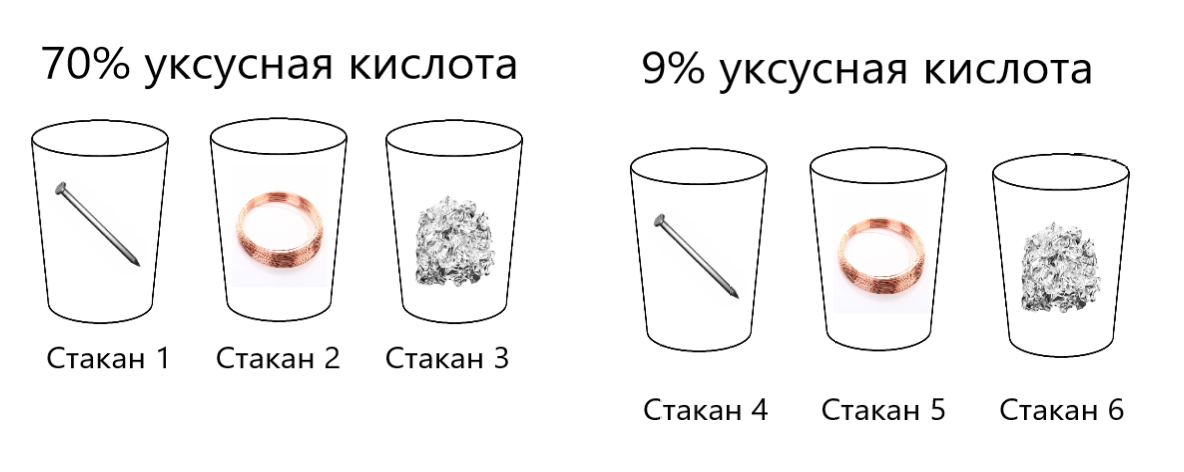 70% уксусная кислота
9% уксусная кислота
Стакан 1
Стакан 2
Стакан 3
Стакан 4
Стакан 5
Стакан 6